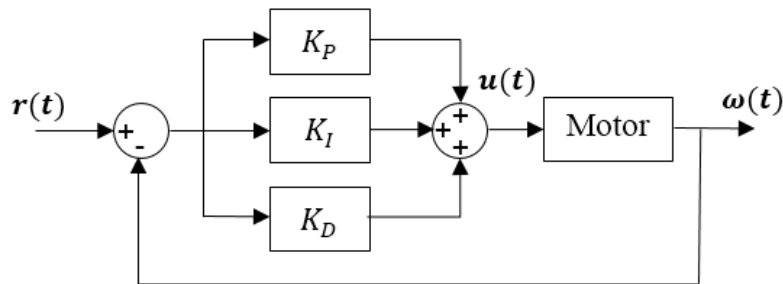 K_P
r(t)
u(t)
ω(t)
+
-
K_I
+
+
+
Motor
K_D